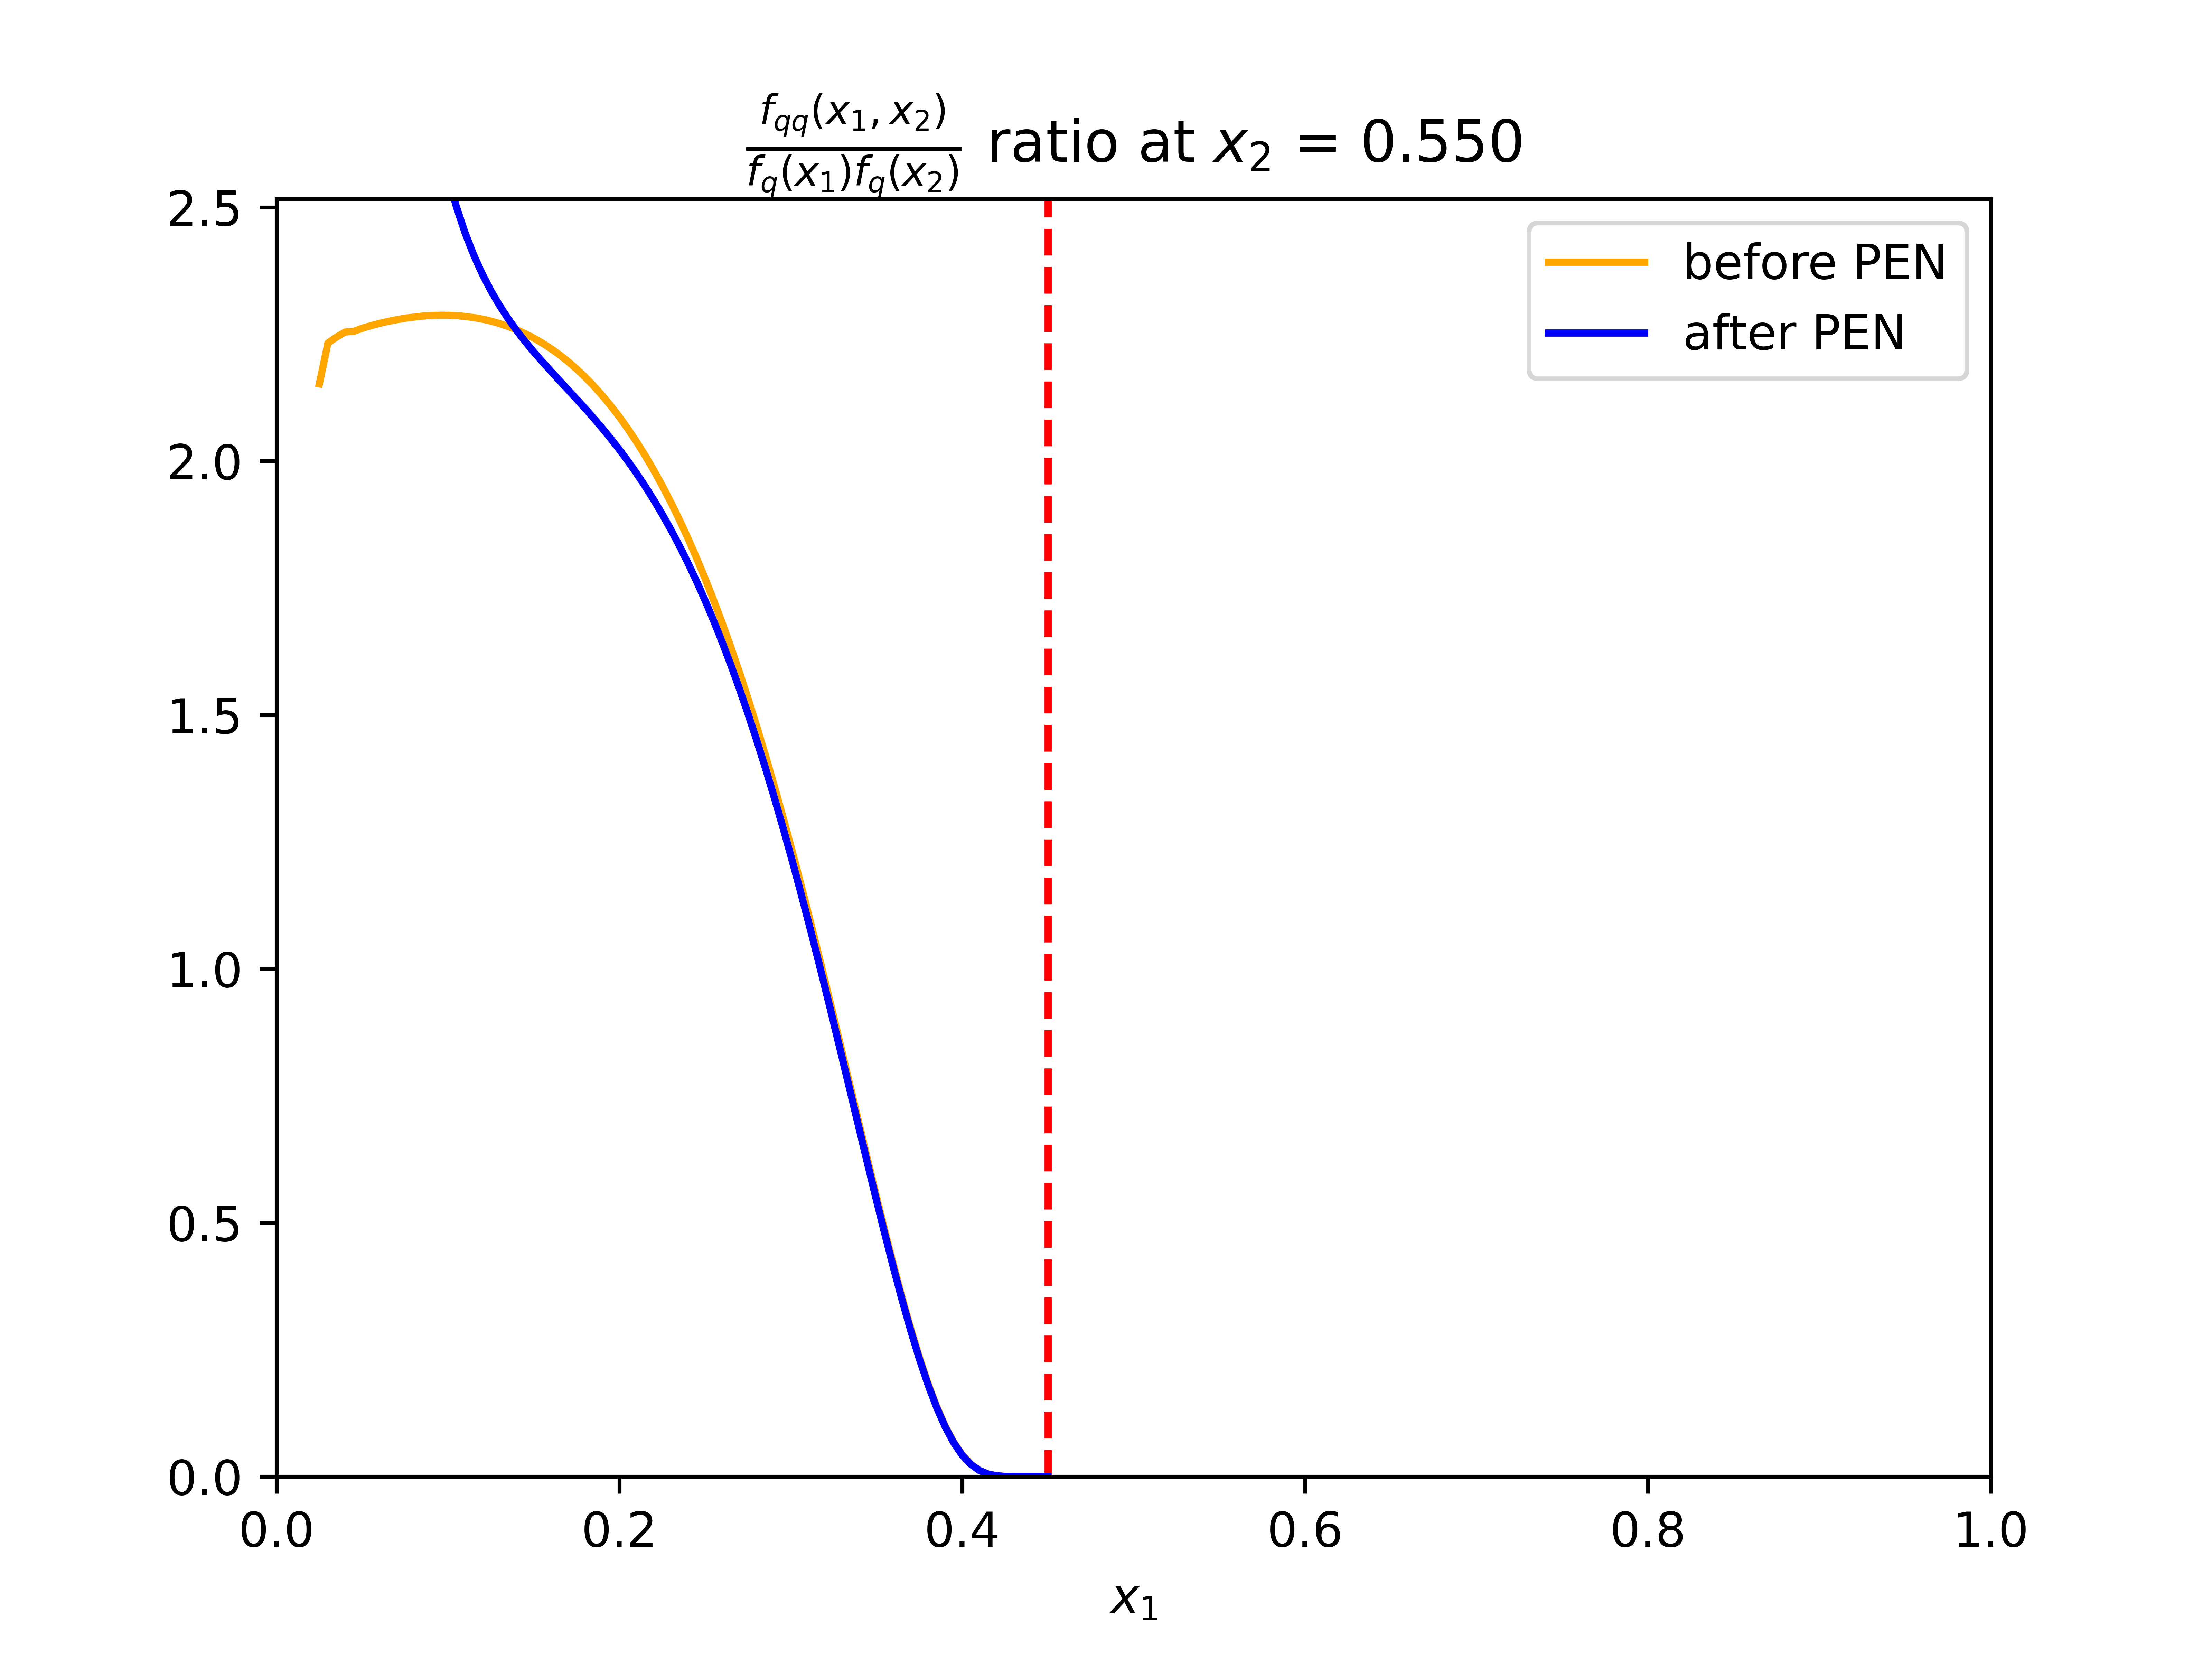 f_qq(x_1, x_2)
f_q(x_1)f_q(x_2) ratio at x_2 = 0.550
before PEN
after PEN
2.5
2.0
1.5
1.0
0.5
0.0
0.0 0.2 0.4 0.6 0.8 1.0
x_1